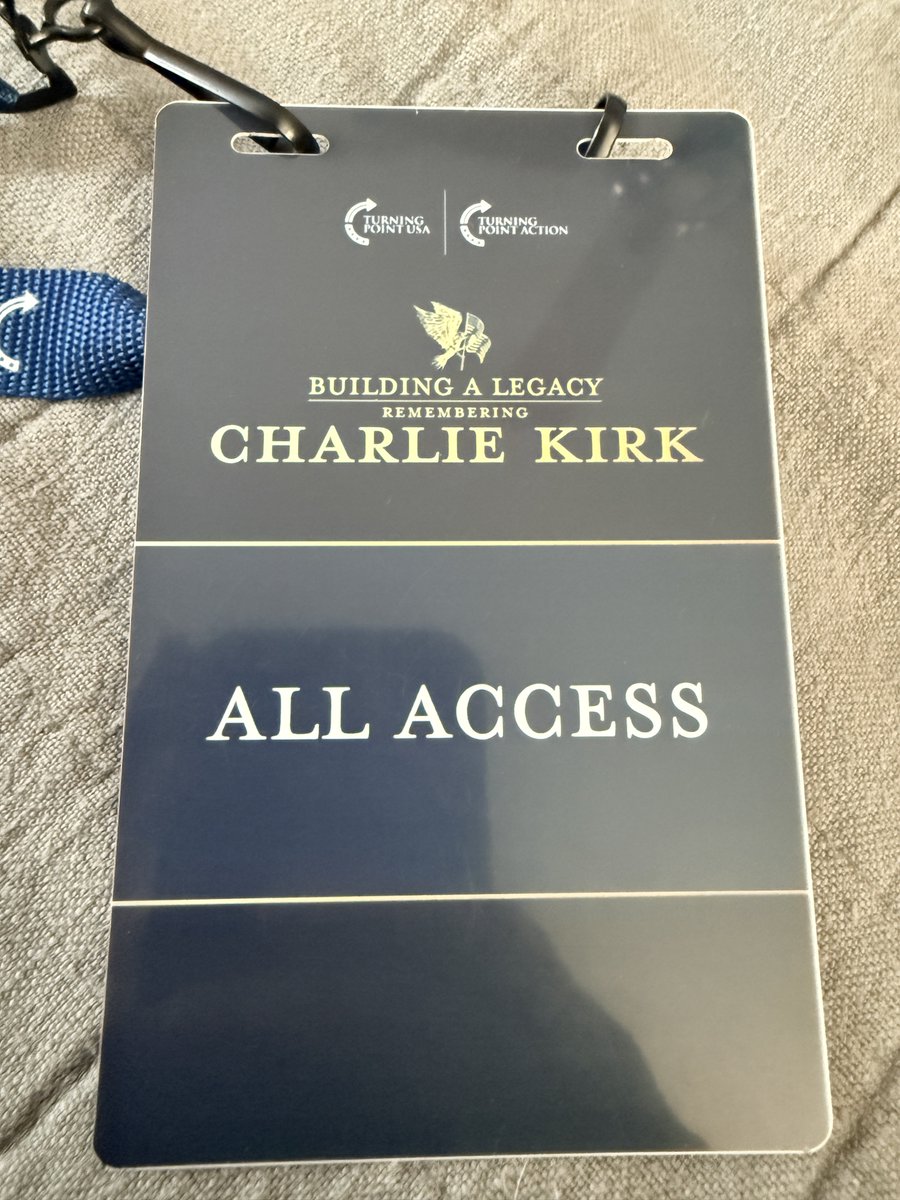 TURNING
POINT USA
TURNING
POINT ACTION
BUILDING A LEGACY
REMEMBERING
CHARLIE KIRK
ALL ACCESS